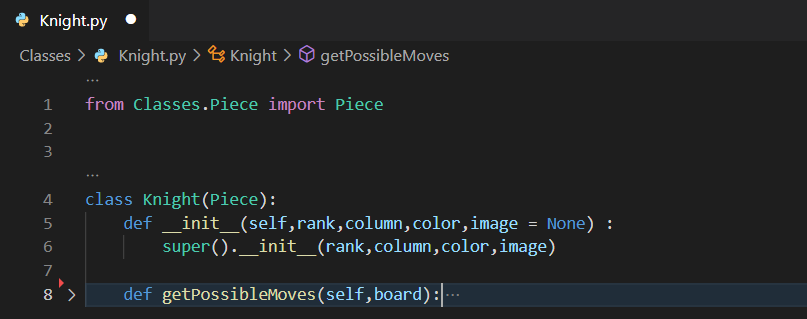 Knight.py
Classes > Knight.py > Knight > getPossibleMoves
...
1 from Classes.Piece import Piece
2
3
...
4 class Knight(Piece):
5     def __init__(self,rank,column,color,image = None) :
6         super().__init__(rank,column,color,image)
7
8 >     def getPossibleMoves(self,board):...